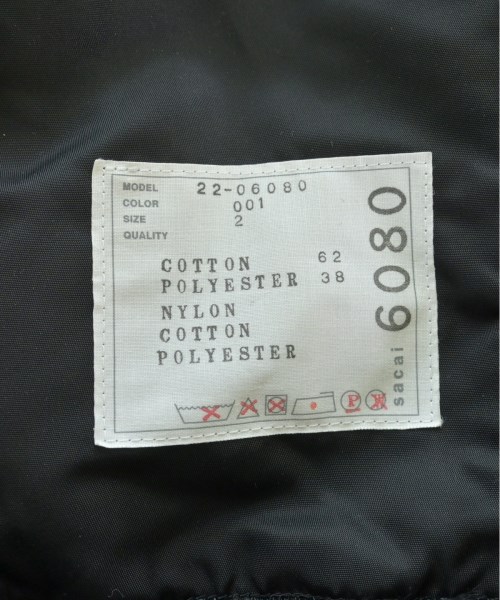 MODEL 22-06080
COLOR 001
SIZE 2
QUALITY
COTTON 62
POLYESTER 38
NYLON
COTTON
POLYESTER
P
sacai 6080